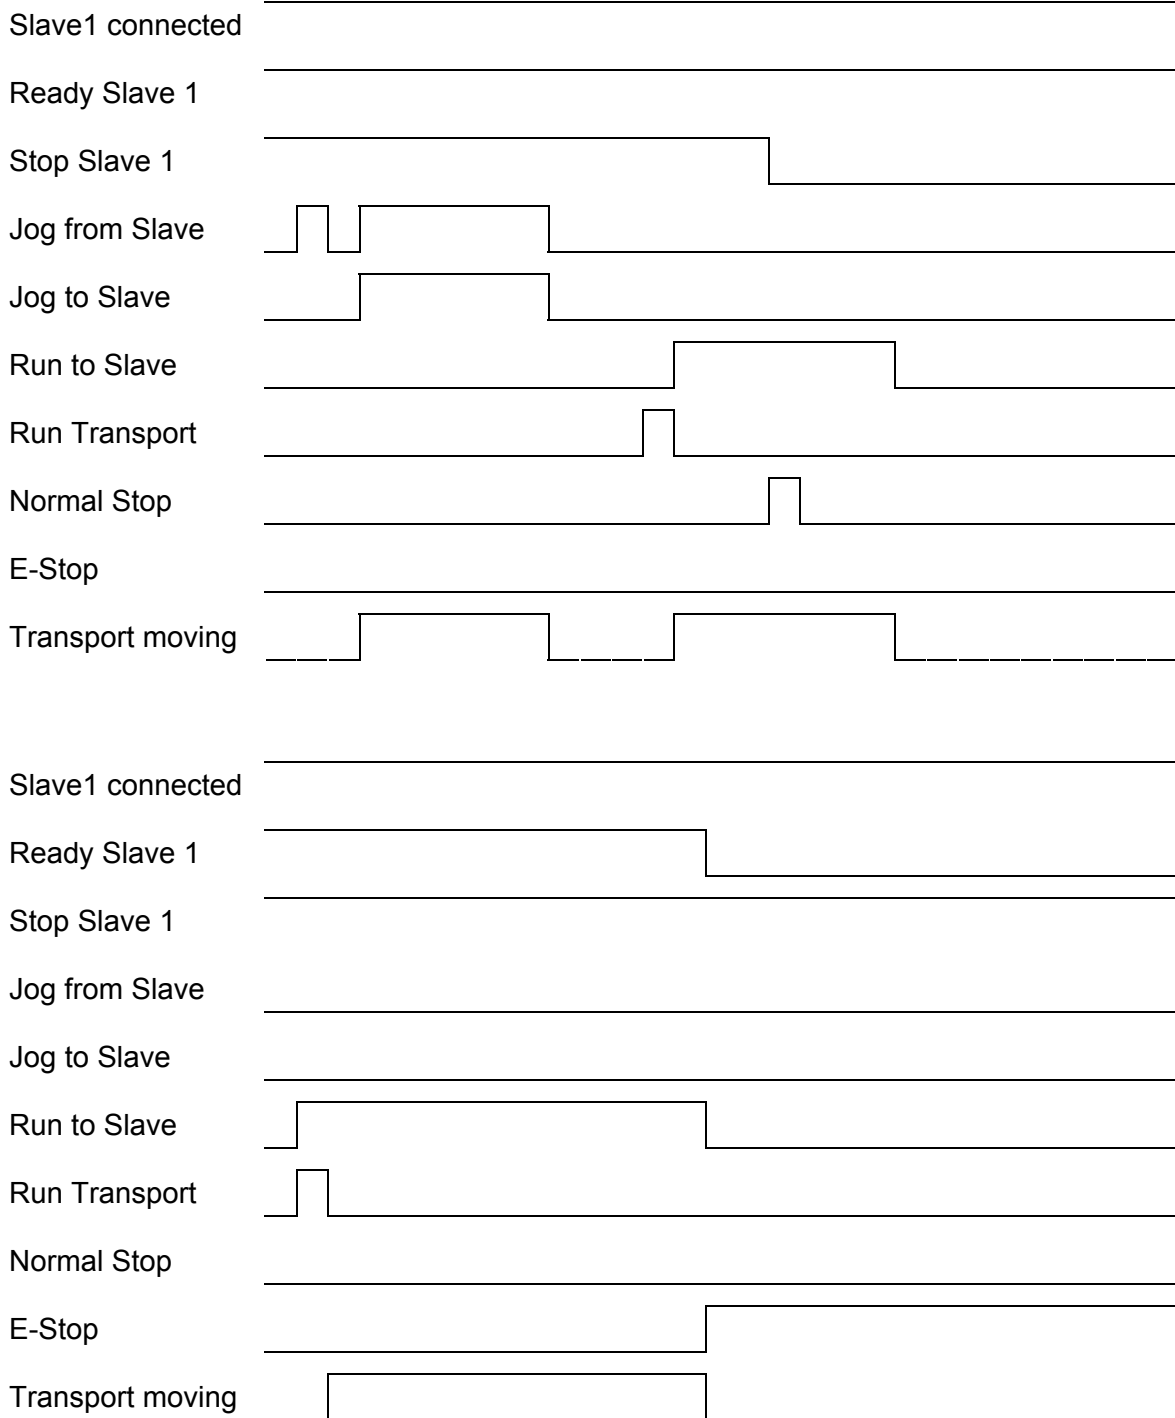 Slave1 connected
Ready Slave 1
Stop Slave 1
Jog from Slave
Jog to Slave
Run to Slave
Run Transport
Normal Stop
E-Stop
Transport moving
Slave1 connected
Ready Slave 1
Stop Slave 1
Jog from Slave
Jog to Slave
Run to Slave
Run Transport
Normal Stop
E-Stop
Transport moving